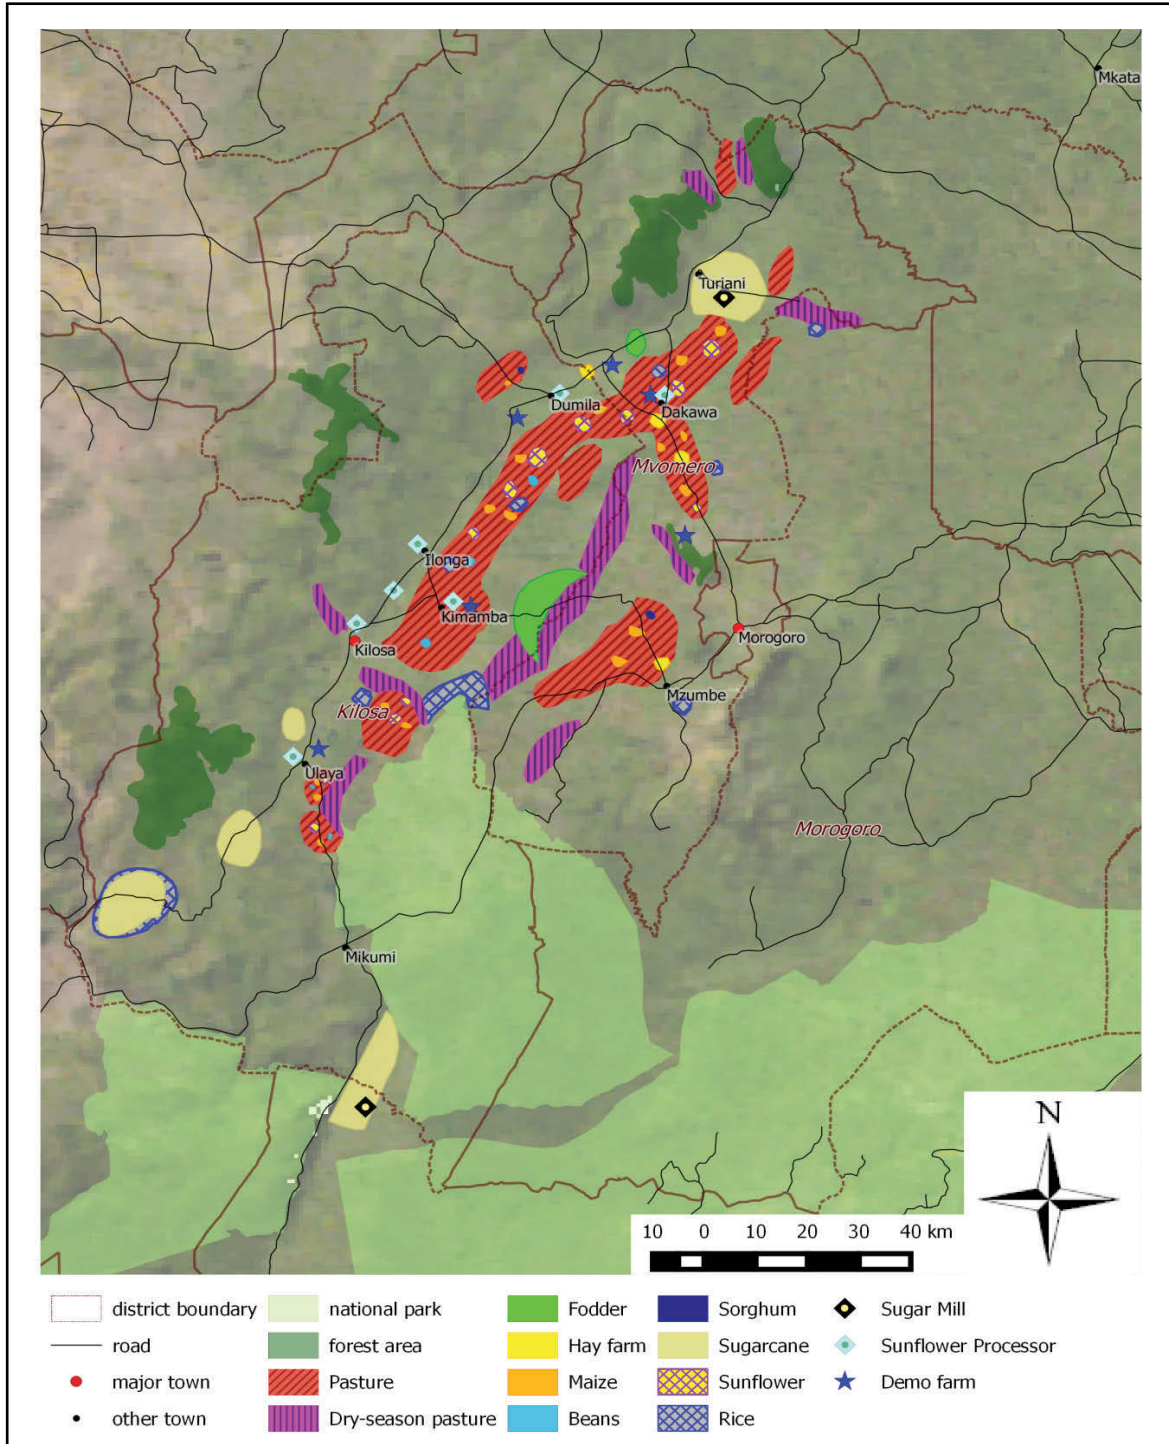 Mkata
Turiani
Dumila
Dakawa
Mvomero
Ilonga
Kimamba
Kilosa
Morogoro
Mzumbe
Kilosa
Ulaya
Morogoro
Mikumi
N
10 0 10 20 30 40 km
district boundary national park Fodder Sorghum Sugar Mill
road forest area Hay farm Sugarcane Sunflower Processor
major town Pasture Maize Sunflower Demo farm
other town Dry-season pasture Beans Rice